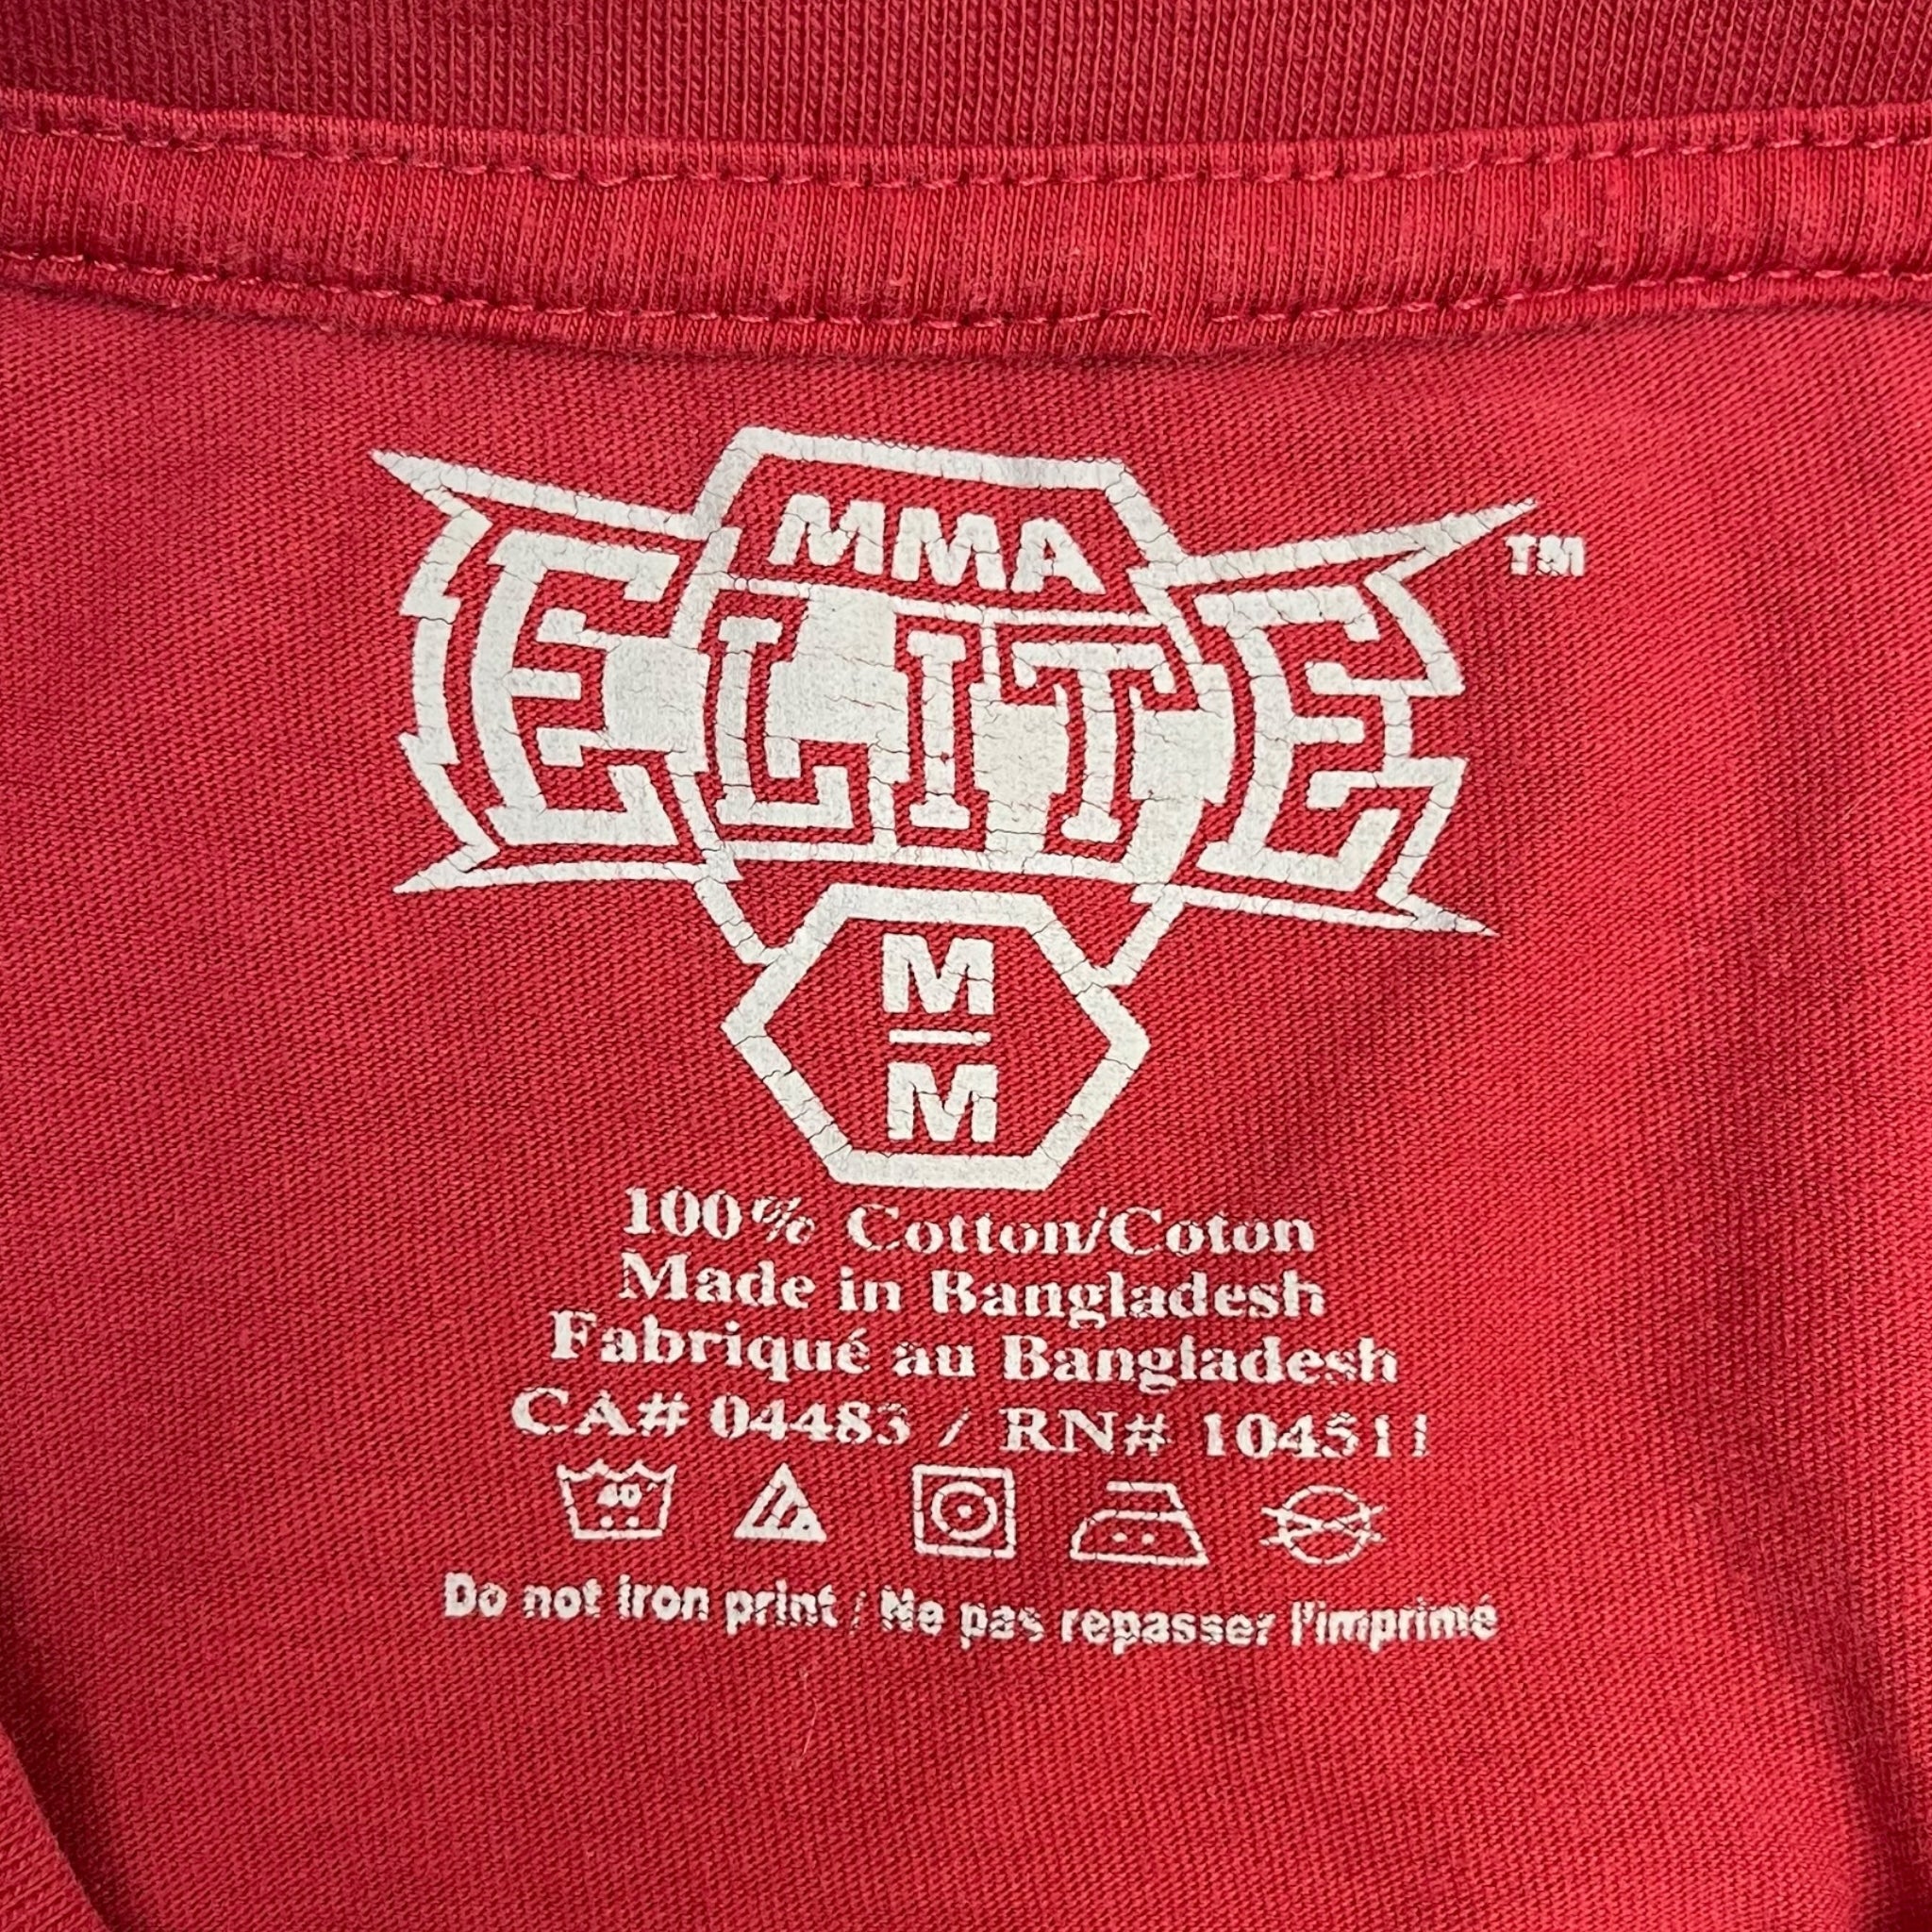 MMA
ELITE
TM
M
M
100% Cotton/Coton
Made in Bangladesh
Fabriqué au Bangladesh
CA# 04483 / RN# 104511
40°
Do not iron print / Ne pas repasser l'imprimé